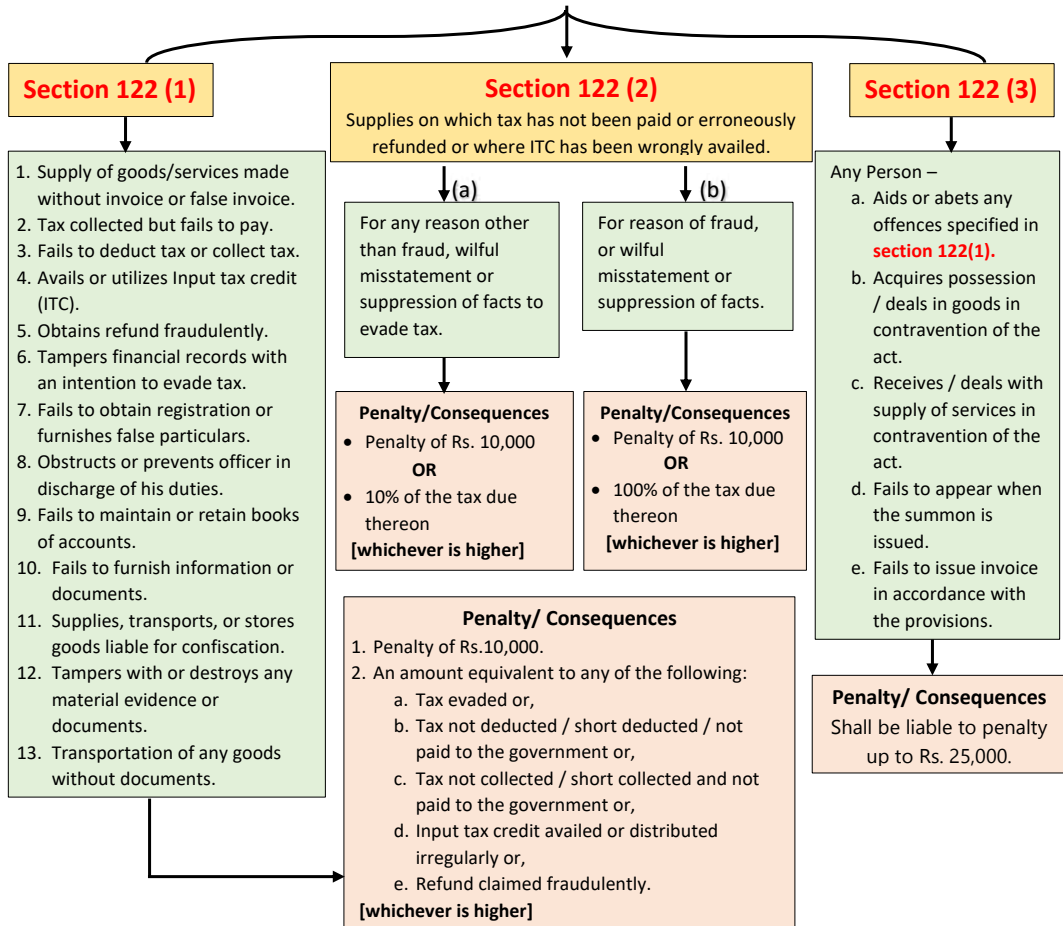 Section 122 (1)
1. Supply of goods/services made
without invoice or false invoice.
2. Tax collected but fails to pay.
3. Fails to deduct tax or collect tax.
4. Avails or utilizes Input tax credit
(ITC).
5. Obtains refund fraudulently.
6. Tampers financial records with
an intention to evade tax.
7. Fails to obtain registration or
furnishes false particulars.
8. Obstructs or prevents officer in
discharge of his duties.
9. Fails to maintain or retain books
of accounts.
10. Fails to furnish information or
documents.
11. Supplies, transports, or stores
goods liable for confiscation.
12. Tampers with or destroys any
material evidence or
documents.
13. Transportation of any goods
without documents.
Penalty/ Consequences
1. Penalty of Rs.10,000.
2. An amount equivalent to any of the following:
a. Tax evaded or,
b. Tax not deducted / short deducted / not
paid to the government or,
c. Tax not collected / short collected and not
paid to the government or,
d. Input tax credit availed or distributed
irregularly or,
e. Refund claimed fraudulently.
[whichever is higher]
Section 122 (2)
Supplies on which tax has not been paid or erroneously
refunded or where ITC has been wrongly availed.
(a)
For any reason other
than fraud, wilful
misstatement or
suppression of facts to
evade tax.
Penalty/Consequences
• Penalty of Rs. 10,000
OR
• 10% of the tax due
thereon
[whichever is higher]
(b)
For reason of fraud,
or wilful
misstatement or
suppression of facts.
Penalty/Consequences
• Penalty of Rs. 10,000
OR
• 100% of the tax due
thereon
[whichever is higher]
Section 122 (3)
Any Person –
a. Aids or abets any
offences specified in
section 122(1).
b. Acquires possession
/ deals in goods in
contravention of the
act.
c. Receives / deals with
supply of services in
contravention of the
act.
d. Fails to appear when
the summon is
issued.
e. Fails to issue invoice
in accordance with
the provisions.
Penalty/ Consequences
Shall be liable to penalty
up to Rs. 25,000.